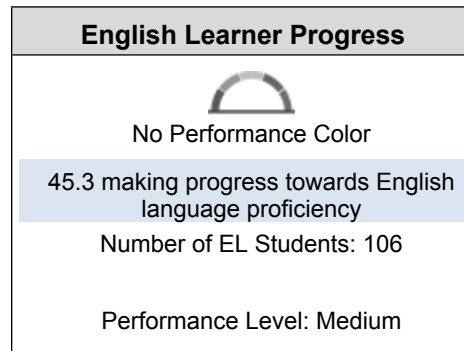 English Learner Progress
No Performance Color
45.3 making progress towards English
language proficiency
Number of EL Students: 106
Performance Level: Medium